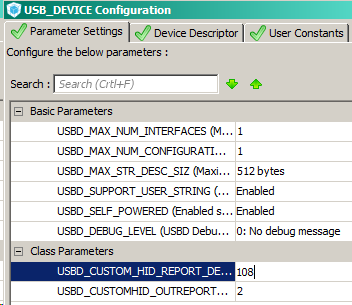 USB_DEVICE Configuration
Parameter Settings Device Descriptor User Constants
Configure the below parameters :
Search : Search (Crtl+F)
Basic Parameters
USBD_MAX_NUM_INTERFACES (M... 1
USBD_MAX_NUM_CONFIGURATI... 1
USBD_MAX_STR_DESC_SIZ (Maxi... 512 bytes
USBD_SUPPORT_USER_STRING (... Enabled
USBD_SELF_POWERED (Enabled s... Enabled
USBD_DEBUG_LEVEL (USBD Debu... 0: No debug message
Class Parameters
USBD_CUSTOM_HID_REPORT_DE... 108
USBD_CUSTOMHID_OUTREPORT... 2